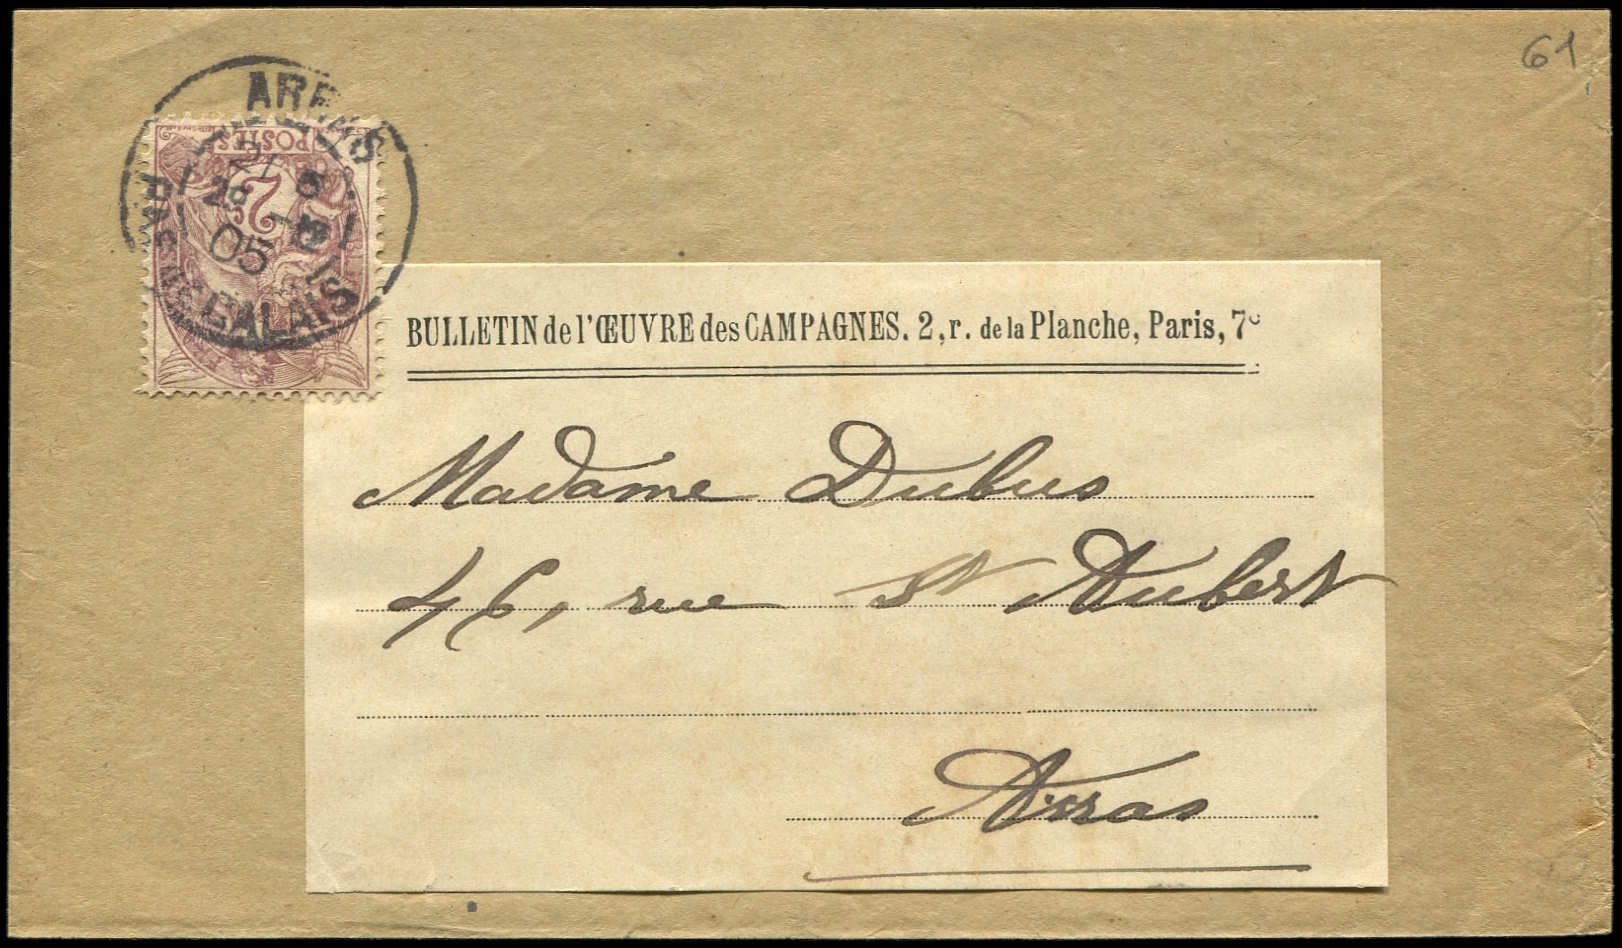 61
ARRAS
PAS DE CALAIS
05
POSTES
2
BULLETIN de l'ŒUVRE des CAMPAGNES. 2, r. de la Planche, Paris, 7e
Madame Dubus
46, rue St Aubert
Arras